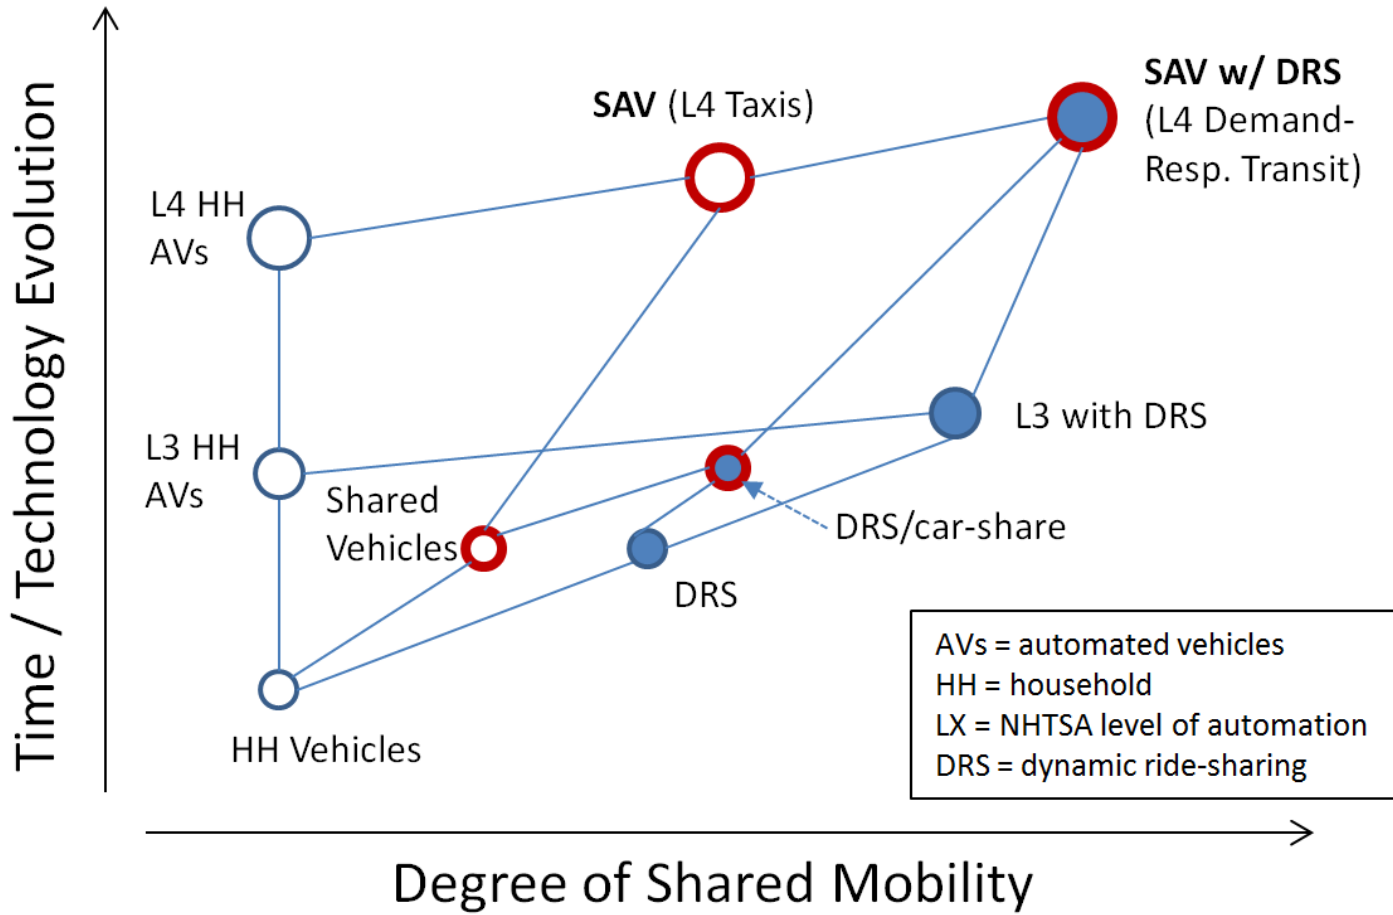 Time / Technology Evolution
SAV w/ DRS
(L4 Demand-
Resp. Transit)
SAV (L4 Taxis)
L4 HH
AVs
L3 HH
AVs
L3 with DRS
Shared
Vehicles
DRS/car-share
DRS
HH Vehicles
AVs = automated vehicles
HH = household
LX = NHTSA level of automation
DRS = dynamic ride-sharing
Degree of Shared Mobility